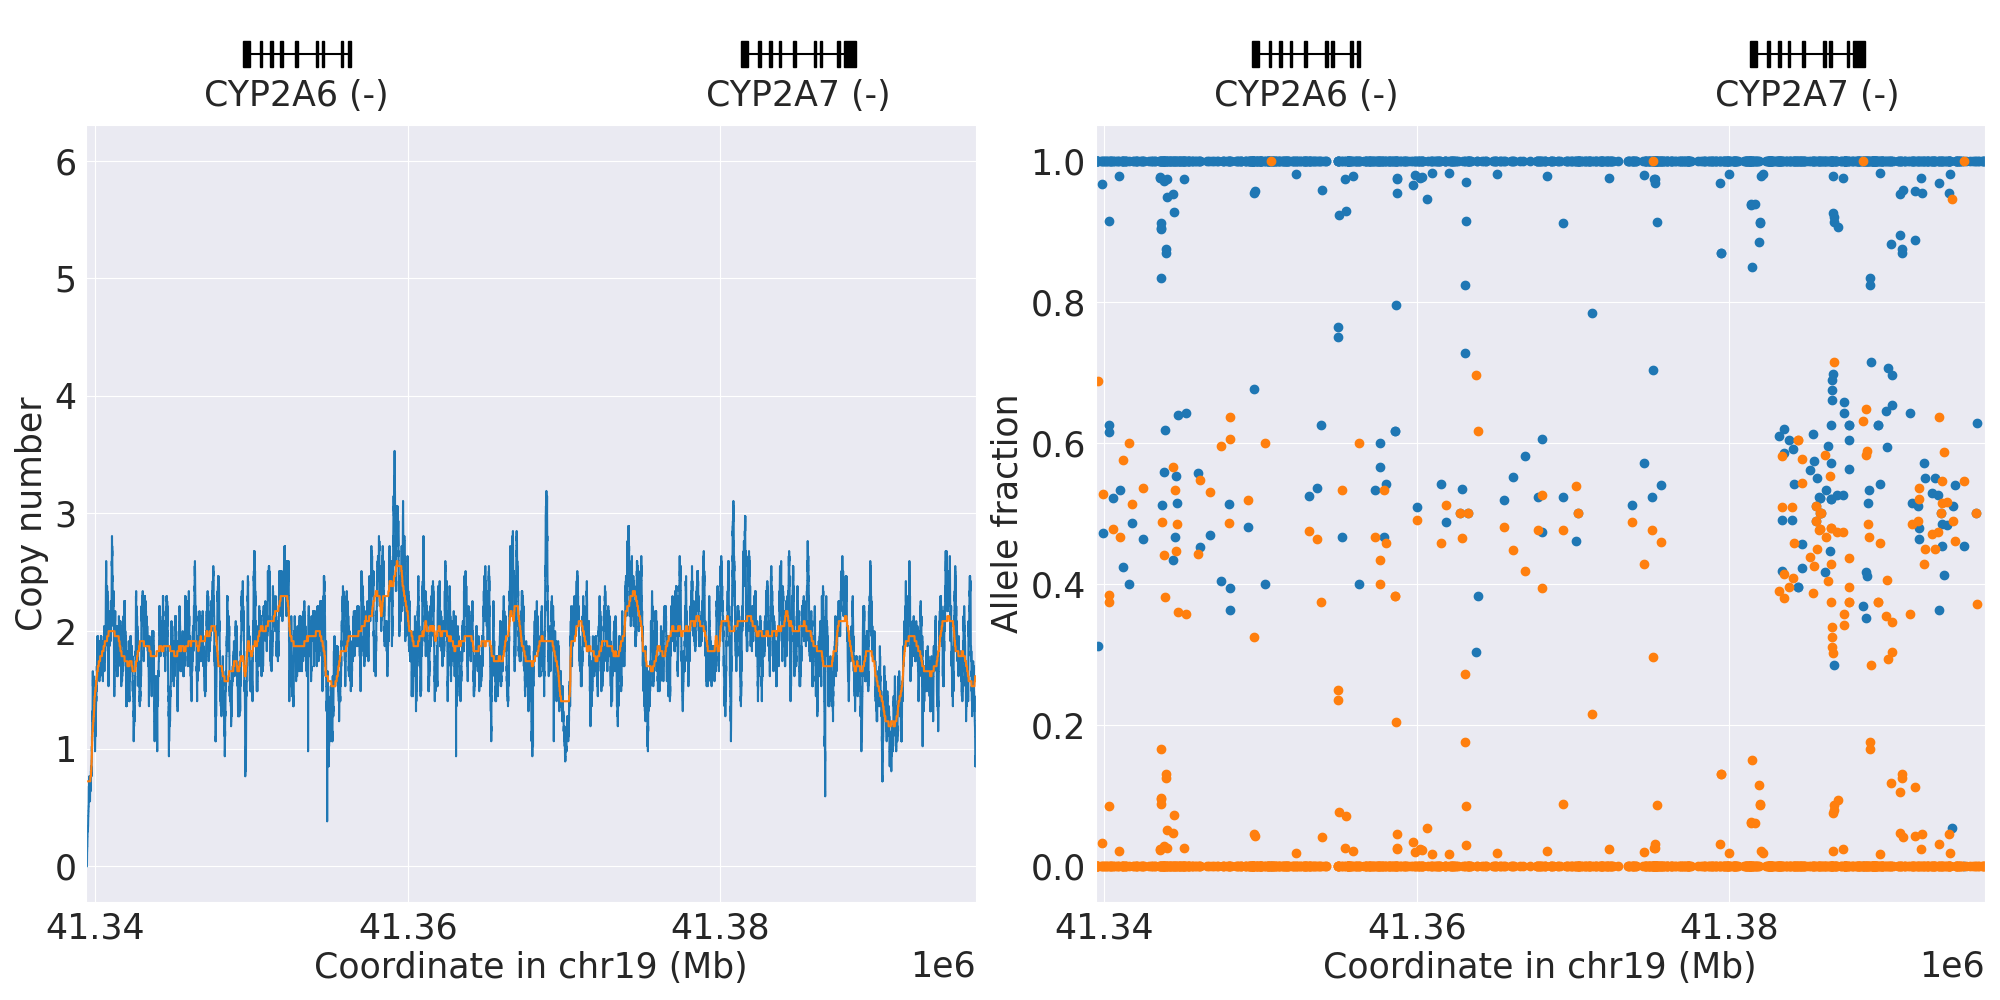 CYP2A6 (-)
CYP2A7 (-)
6
5
4
3
2
1
0
Copy number
41.34
41.36
41.38
Coordinate in chr19 (Mb)
1e6
CYP2A6 (-)
CYP2A7 (-)
1.0
0.8
0.6
0.4
0.2
0.0
Allele fraction
41.34
41.36
41.38
Coordinate in chr19 (Mb)
1e6